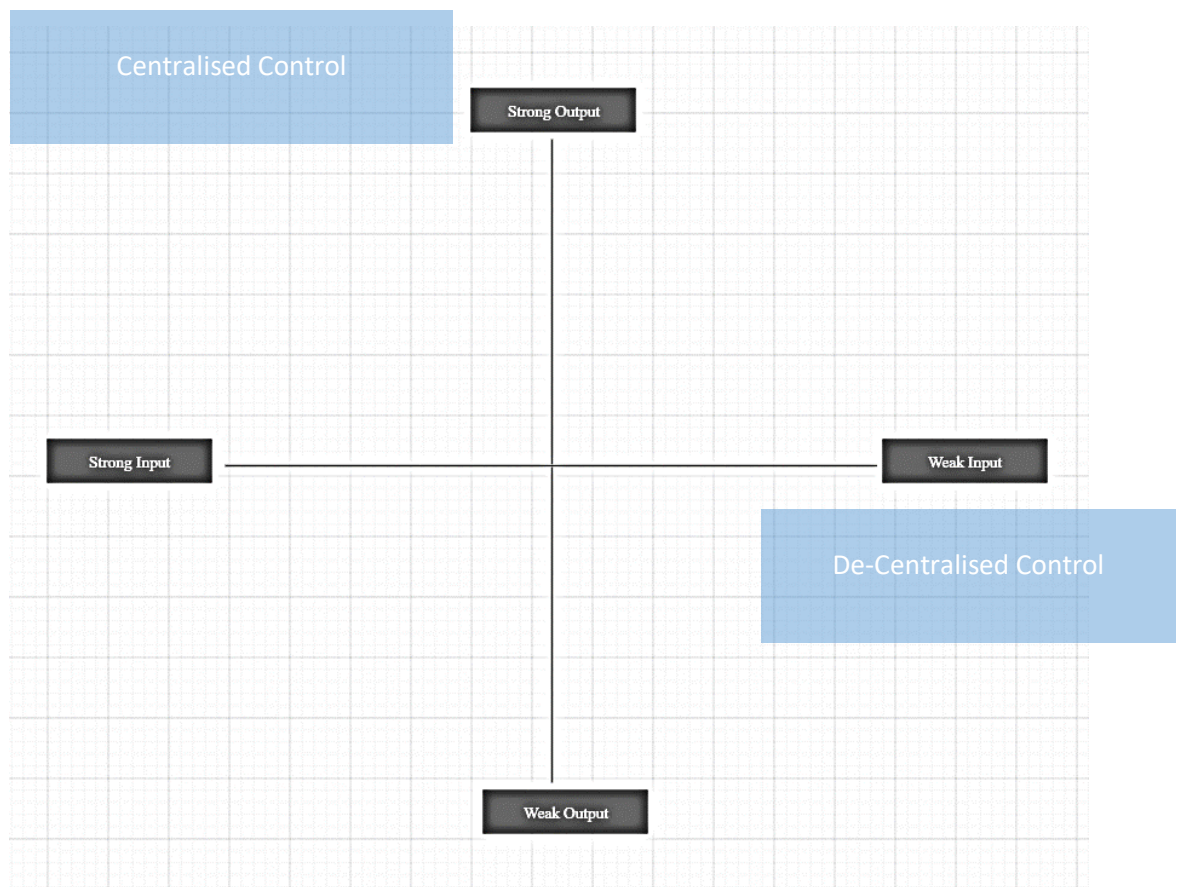 Centralised Control
Strong Output
Strong Input
Weak Input
De-Centralised Control
Weak Output